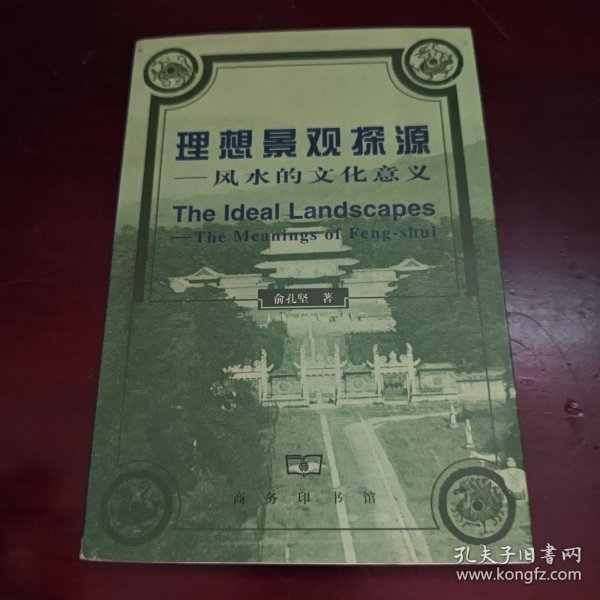 理想景观探源
——风水的文化意义
The Ideal Landscapes
——The Meanings of Feng-shui
俞孔坚 著
商务印书馆
孔夫子旧书网
www.kongfz.com